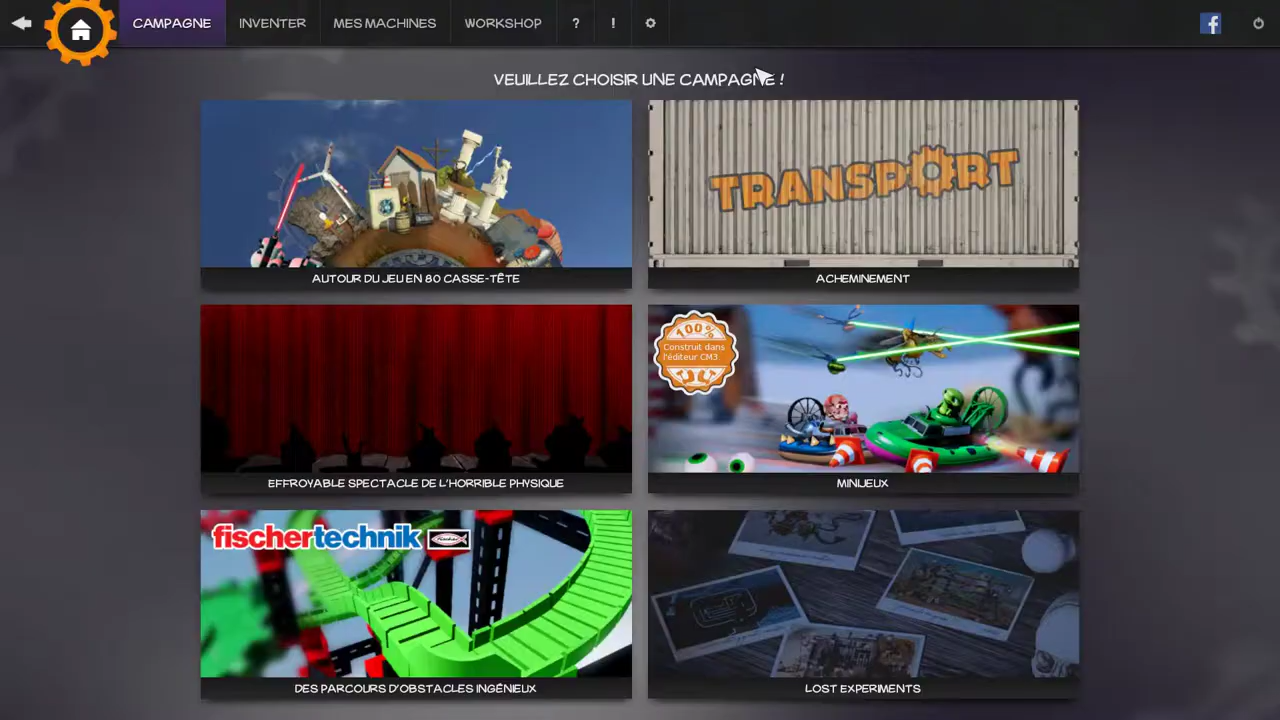 CAMPAGNE
INVENTER
MES MACHINES
WORKSHOP
?
!
VEUILLEZ CHOISIR UNE CAMPAGNE !
TRANSPORT
AUTOUR DU JEU EN 80 CASSE-TÊTE
ACHEMINEMENT
100%
Construit dans
l'éditeur CM3.
EFFROYABLE SPECTACLE DE L'HORRIBLE PHYSIQUE
MINIJEUX
fischertechnik
DES PARCOURS D'OBSTACLES INGÉNIEUX
LOST EXPERIMENTS